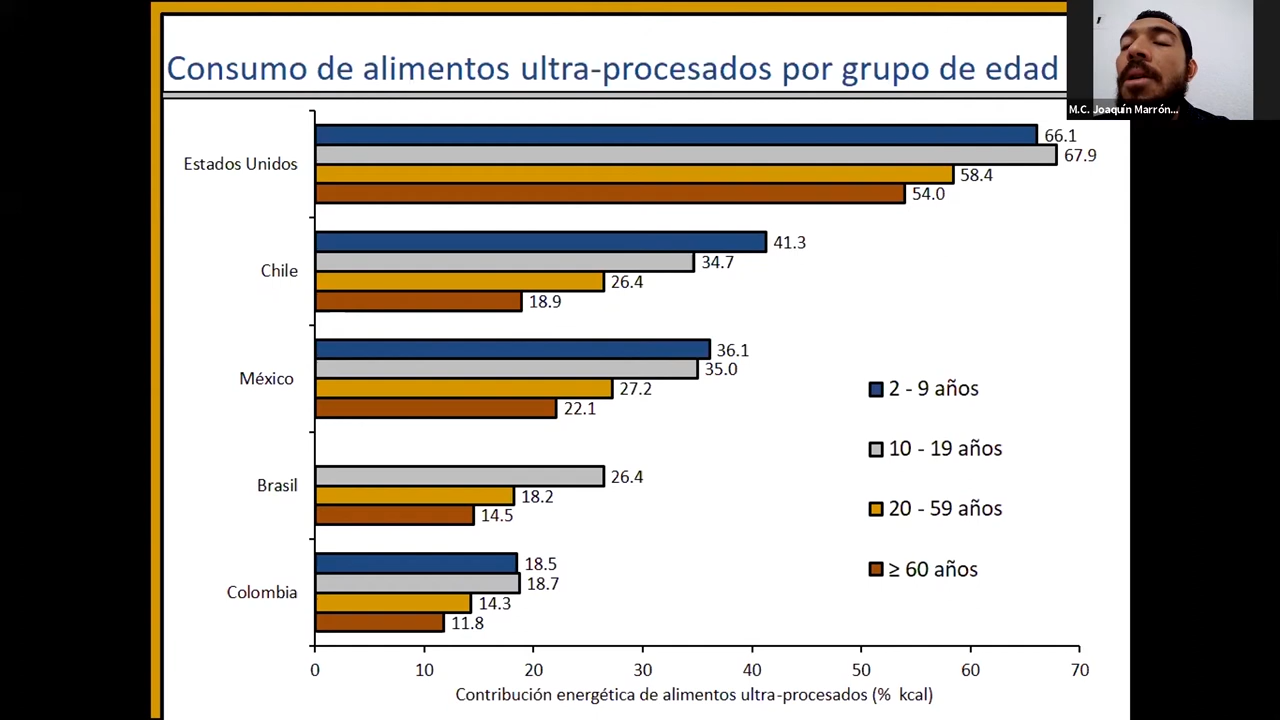 Consumo de alimentos ultra-procesados por grupo de edad
M.C. Joaquín Marrón...
Estados Unidos
66.1
67.9
58.4
54.0
Chile
41.3
34.7
26.4
18.9
México
36.1
35.0
27.2
22.1
Brasil
26.4
18.2
14.5
Colombia
18.5
18.7
14.3
11.8
2 - 9 años
10 - 19 años
20 - 59 años
≥ 60 años
0 10 20 30 40 50 60 70
Contribución energética de alimentos ultra-procesados (% kcal)